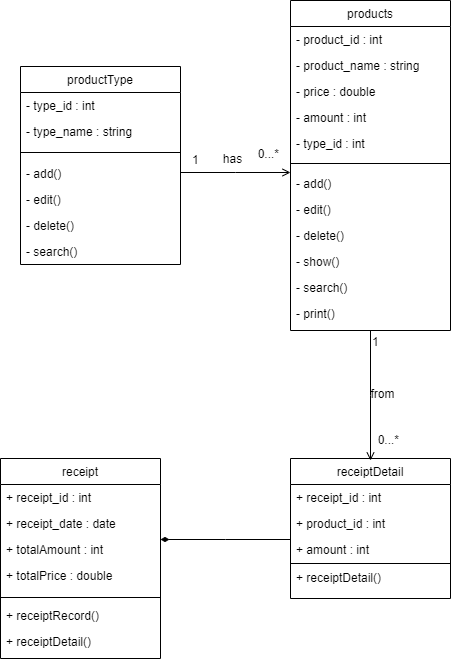 products
- product_id : int
- product_name : string
- price : double
- amount : int
- type_id : int
- add()
- edit()
- delete()
- show()
- search()
- print()
productType
- type_id : int
- type_name : string
- add()
- edit()
- delete()
- search()
1 has 0...*
1
from
0...*
receipt
+ receipt_id : int
+ receipt_date : date
+ totalAmount : int
+ totalPrice : double
+ receiptRecord()
+ receiptDetail()
receiptDetail
+ receipt_id : int
+ product_id : int
+ amount : int
+ receiptDetail()